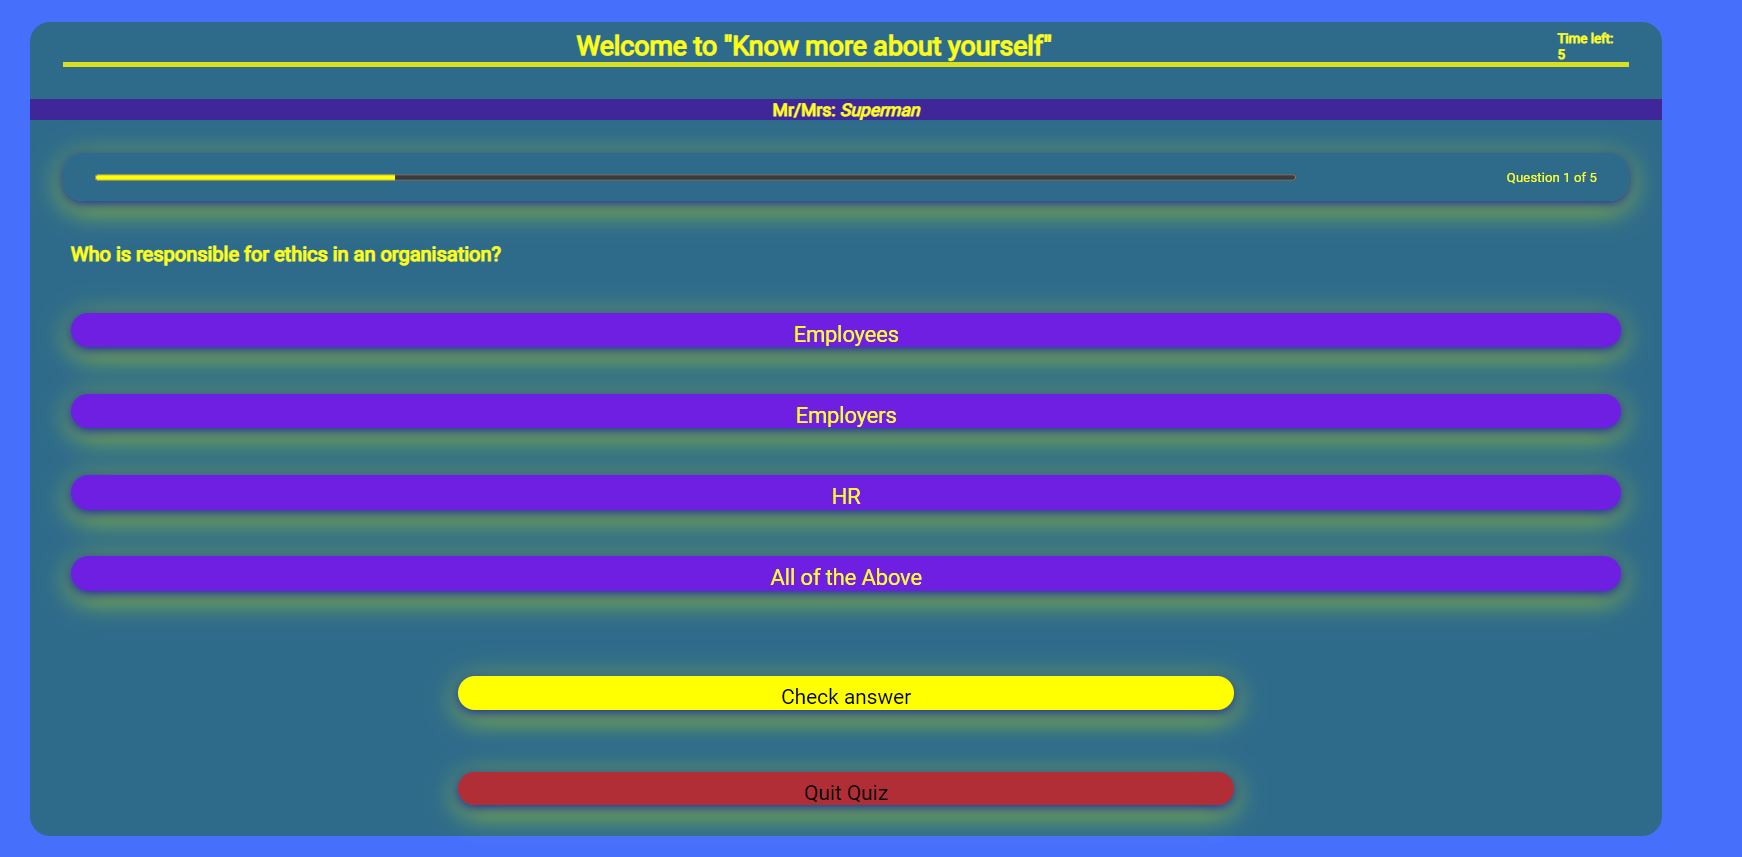 Welcome to "Know more about yourself"
Time left:
5
Mr/Mrs: Superman
Question 1 of 5
Who is responsible for ethics in an organisation?
Employees
Employers
HR
All of the Above
Check answer
Quit Quiz